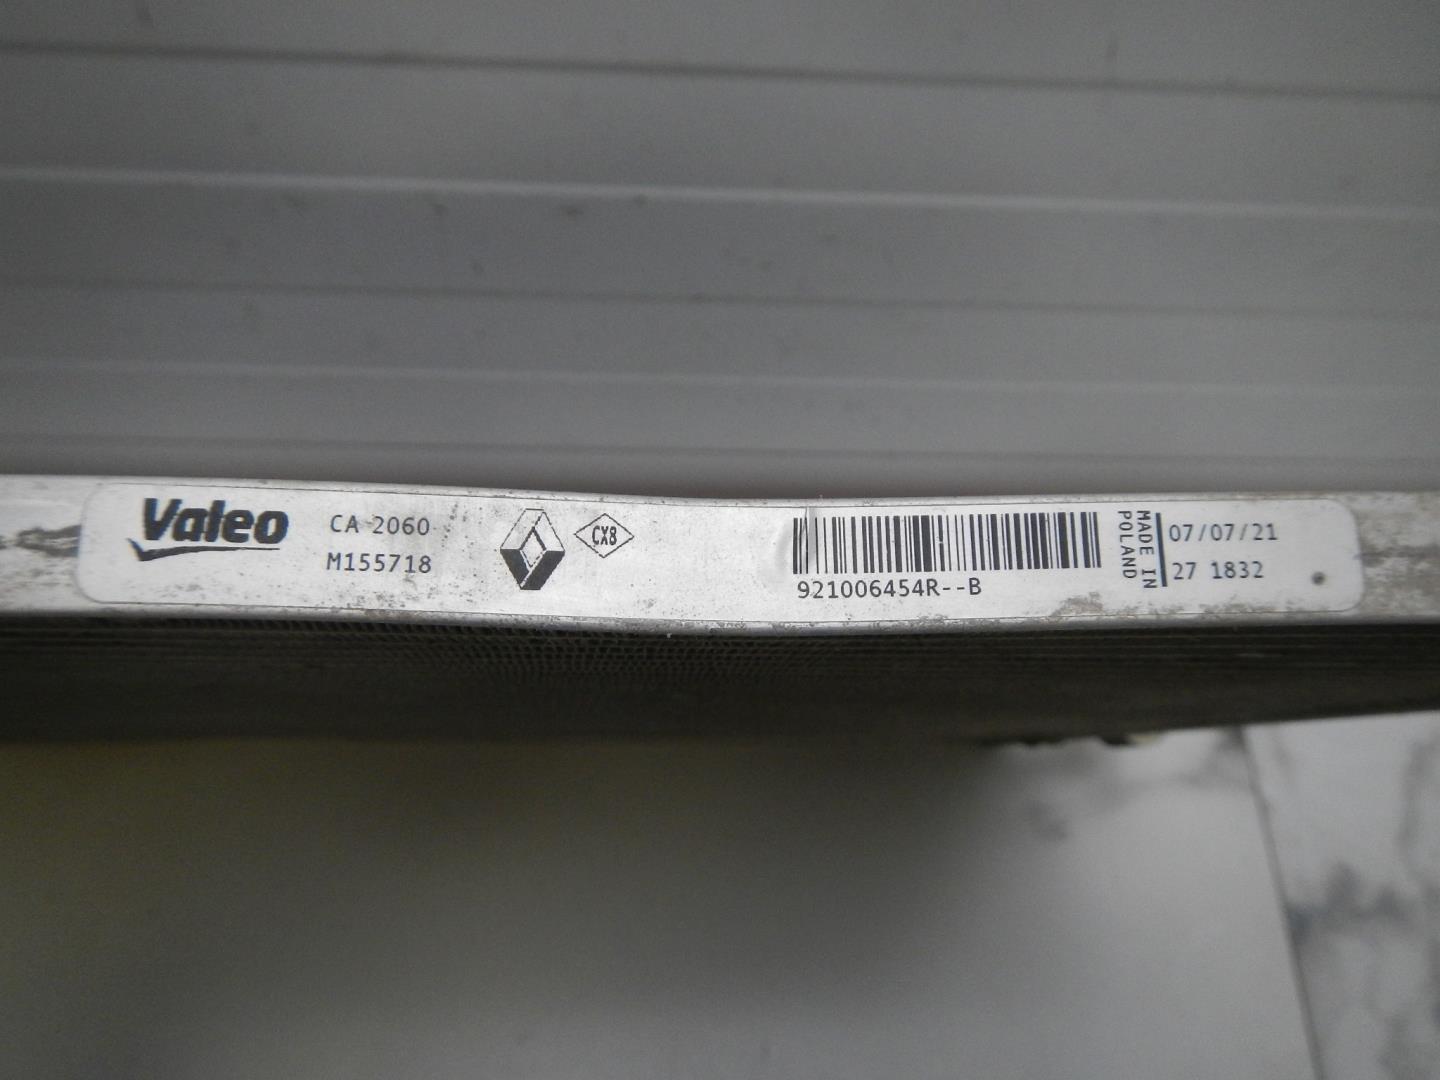 Valeo
CA 2060
M155718
CX8
921006454R--B
MADE IN
POLAND
07/07/21
27 1832